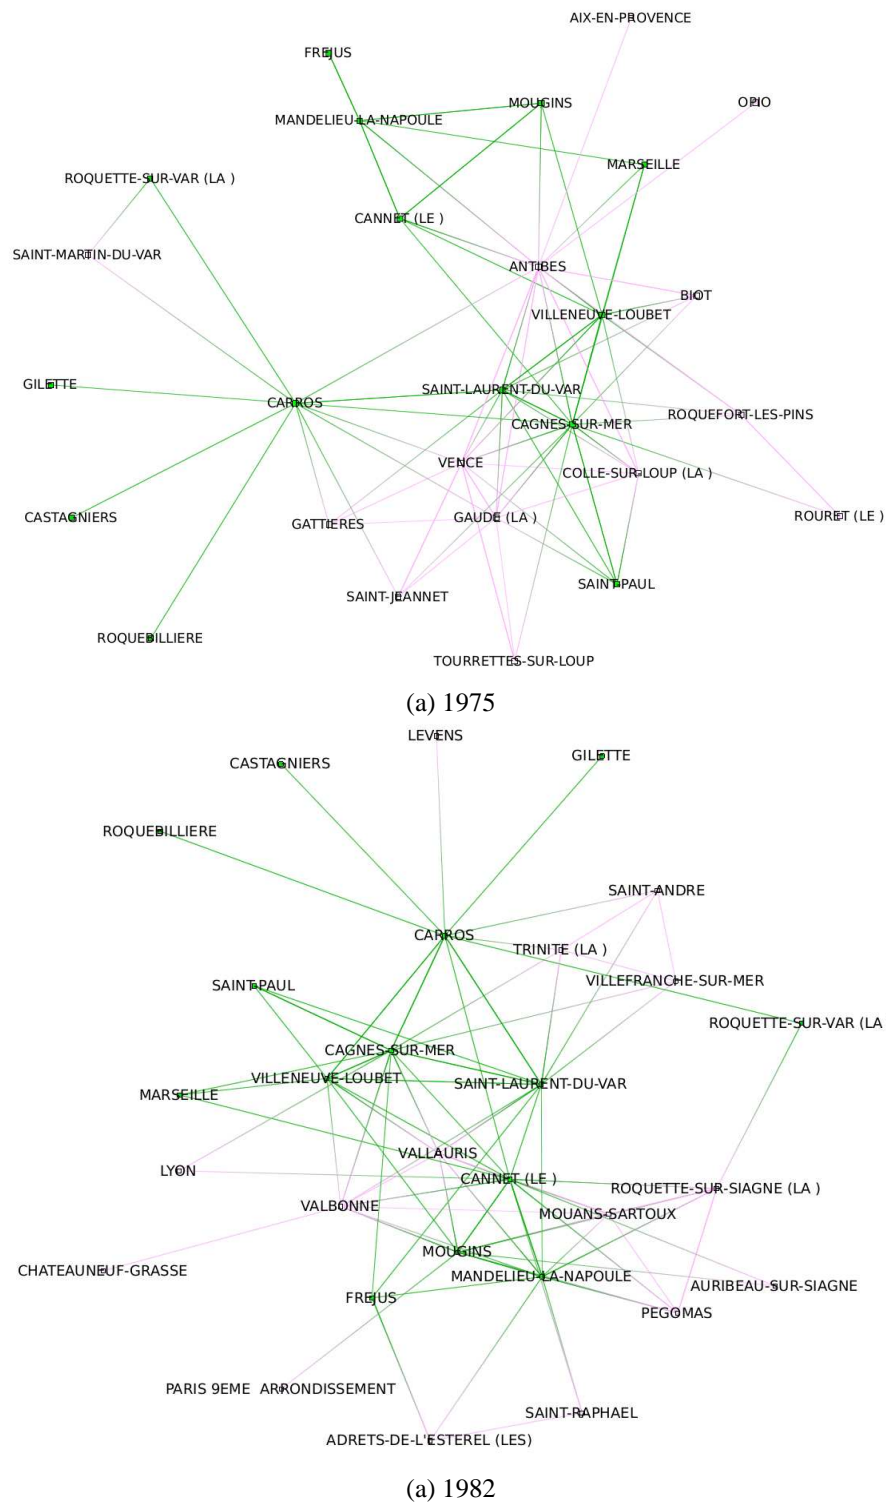 AIX-EN-PROVENCE
FREJUS
MOUGINS
OPIO
MANDELIEU-LA-NAPOULE
MARSEILLE
ROQUETTE-SUR-VAR (LA )
CANNET (LE )
SAINT-MARTIN-DU-VAR
ANTIBES
BIOT
VILLENEUVE-LOUBET
GILETTE
SAINT-LAURENT-DU-VAR
CARROS
ROQUEFORT-LES-PINS
CAGNES-SUR-MER
VENCE
COLLE-SUR-LOUP (LA )
CASTAGNIERS
GATTIERES
GAUDE (LA )
ROURET (LE )
SAINT-PAUL
SAINT-JEANNET
ROQUEBILLIERE
TOURRETTES-SUR-LOUP
(a) 1975
LEVENS
CASTAGNIERS
GILETTE
ROQUEBILLIERE
SAINT-ANDRE
CARROS
TRINITE (LA )
SAINT-PAUL
VILLEFRANCHE-SUR-MER
ROQUETTE-SUR-VAR (LA
CAGNES-SUR-MER
VILLENEUVE-LOUBET
SAINT-LAURENT-DU-VAR
MARSEILLE
VALLAURIS
LYON
CANNET (LE )
ROQUETTE-SUR-SIAGNE (LA )
VALBONNE
MOUANS-SARTOUX
MOUGINS
CHATEAUNEUF-GRASSE
MANDELIEU-LA-NAPOULE
AURIBEAU-SUR-SIAGNE
FREJUS
PEGOMAS
PARIS 9EME ARRONDISSEMENT
SAINT-RAPHAEL
ADRETS-DE-L'ESTEREL (LES)
(a) 1982